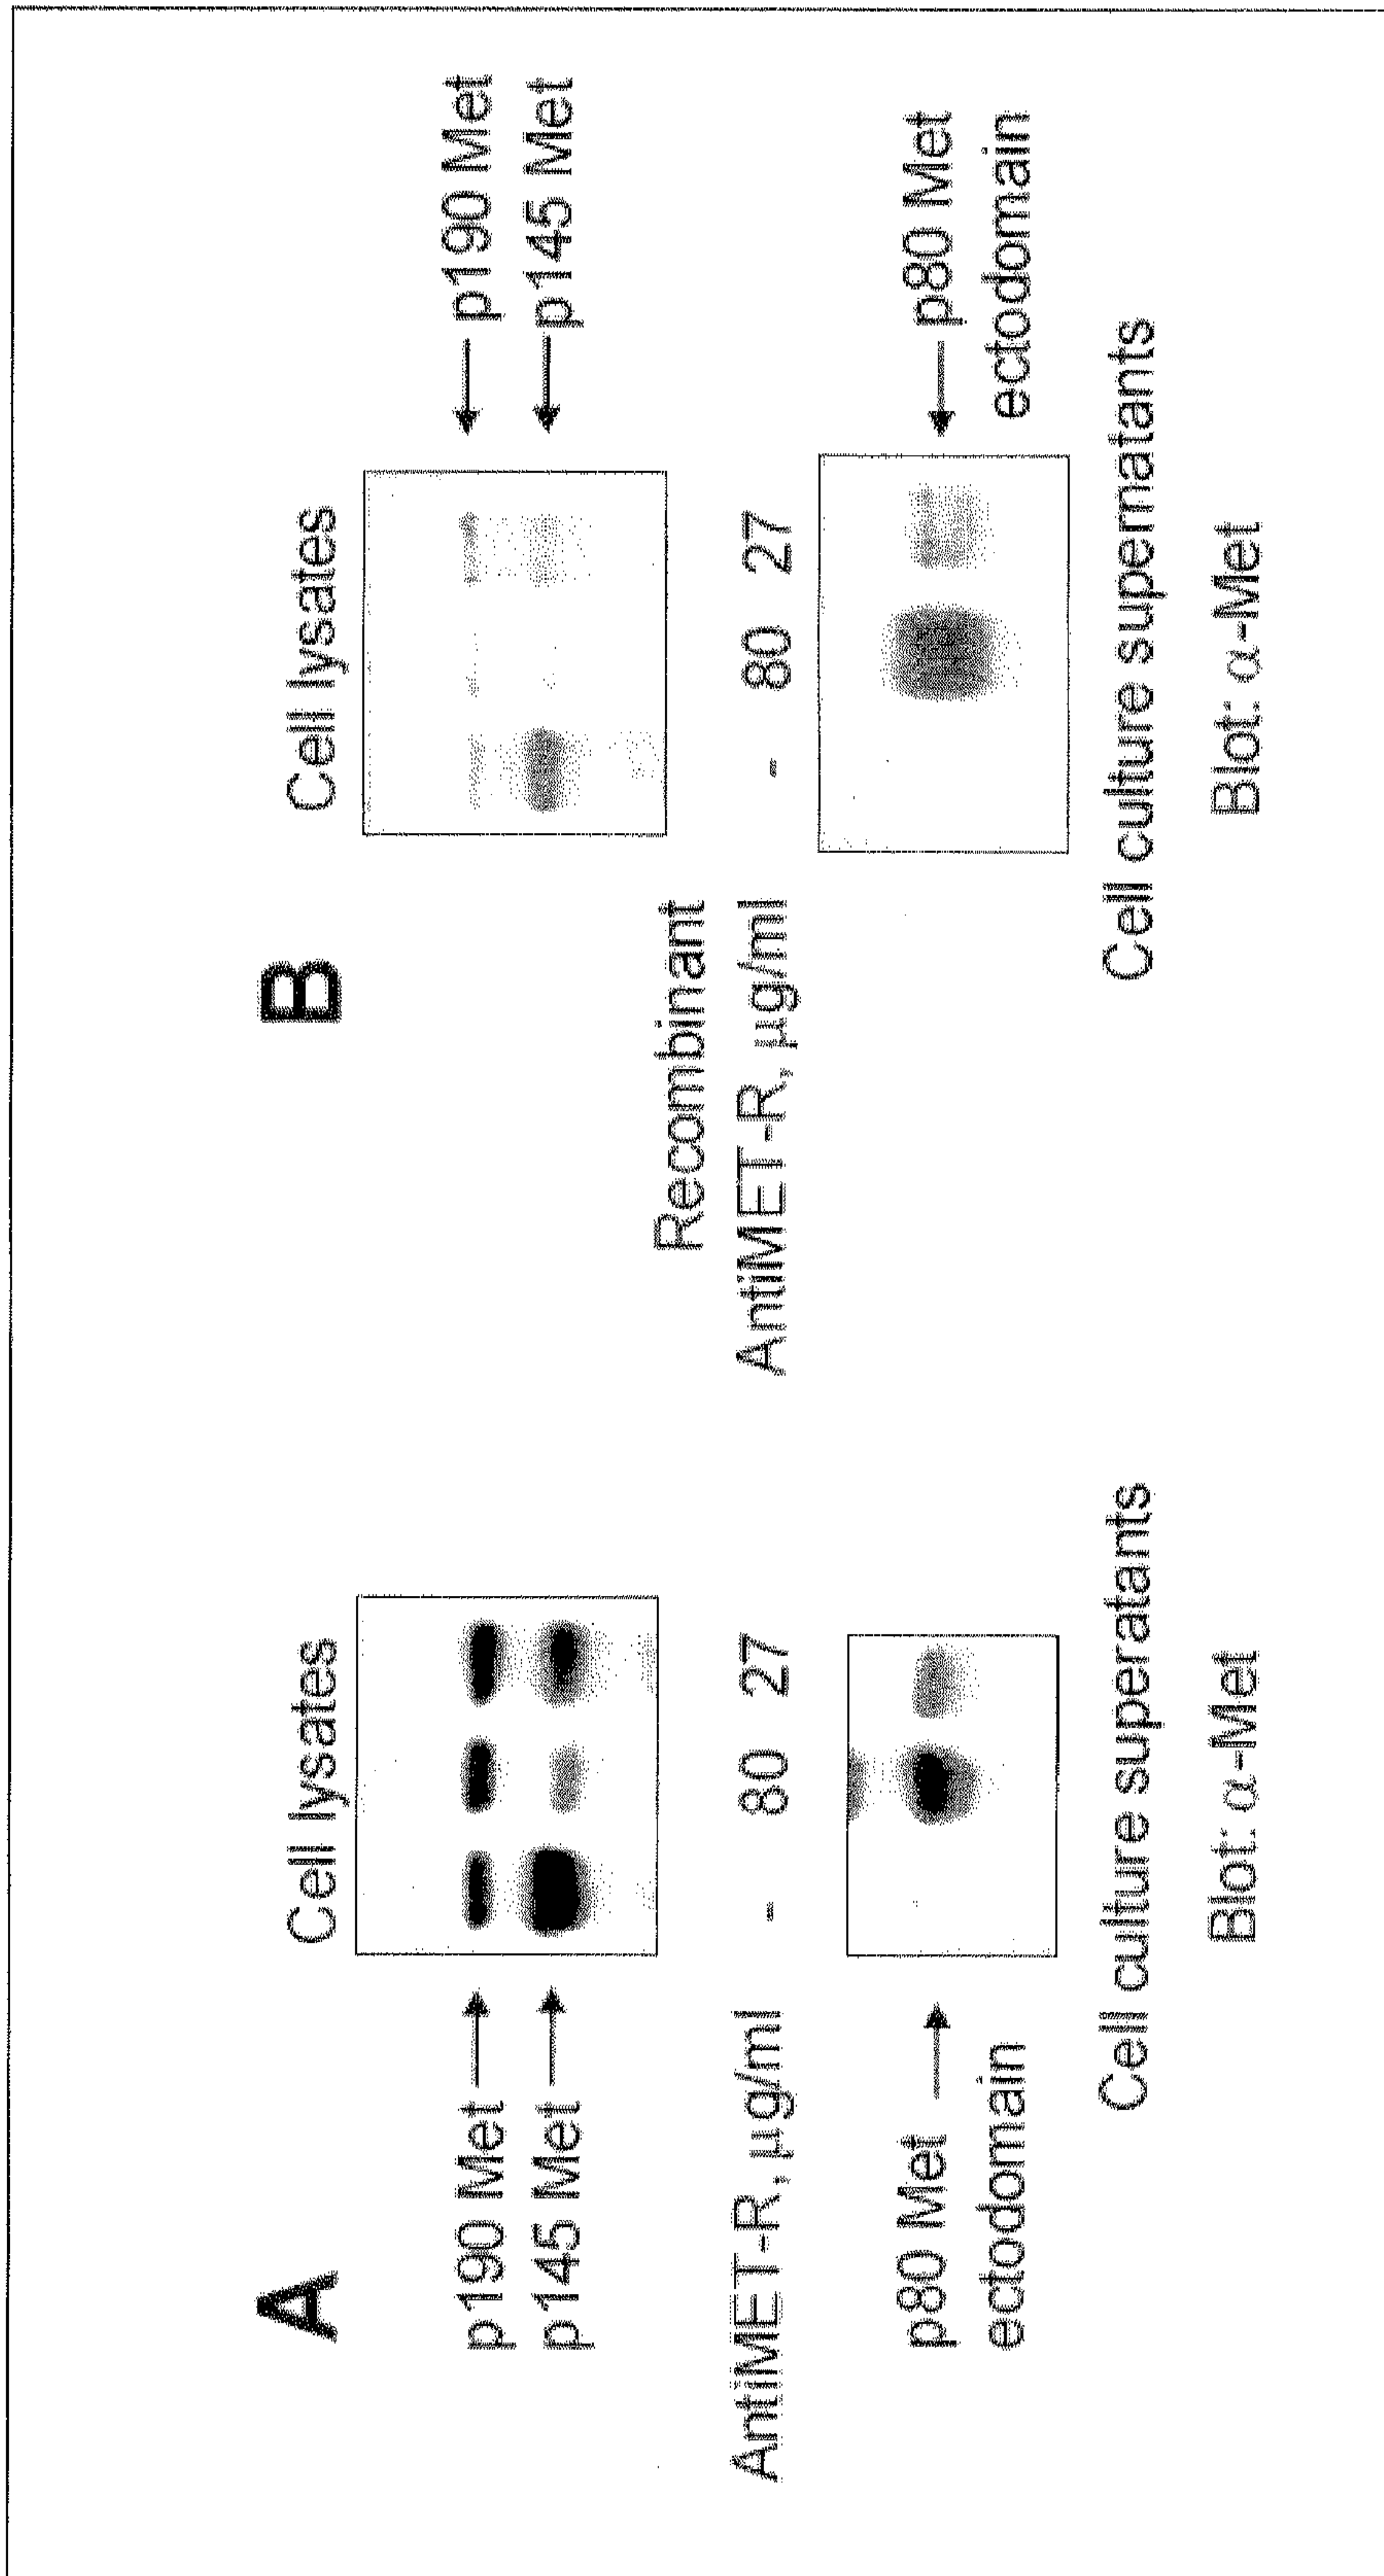 A
Cell lysates
p190 Met
p145 Met
AntiMET-R, µg/ml - 80 27
p80 Met
ectodomain
Cell culture superatants
Blot: α-Met
B
Cell lysates
p190 Met
p145 Met
Recombinant
AntiMET-R, µg/ml - 80 27
p80 Met
ectodomain
Cell culture supernatants
Blot: α-Met